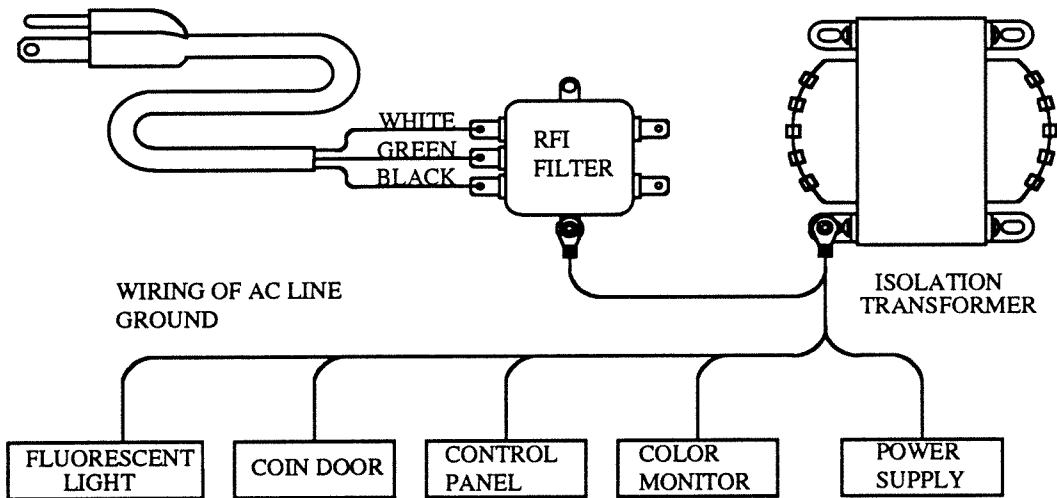 WHITE
GREEN
BLACK
RFI
FILTER
WIRING OF AC LINE
GROUND
ISOLATION
TRANSFORMER
FLUORESCENT
LIGHT
COIN DOOR
CONTROL
PANEL
COLOR
MONITOR
POWER
SUPPLY